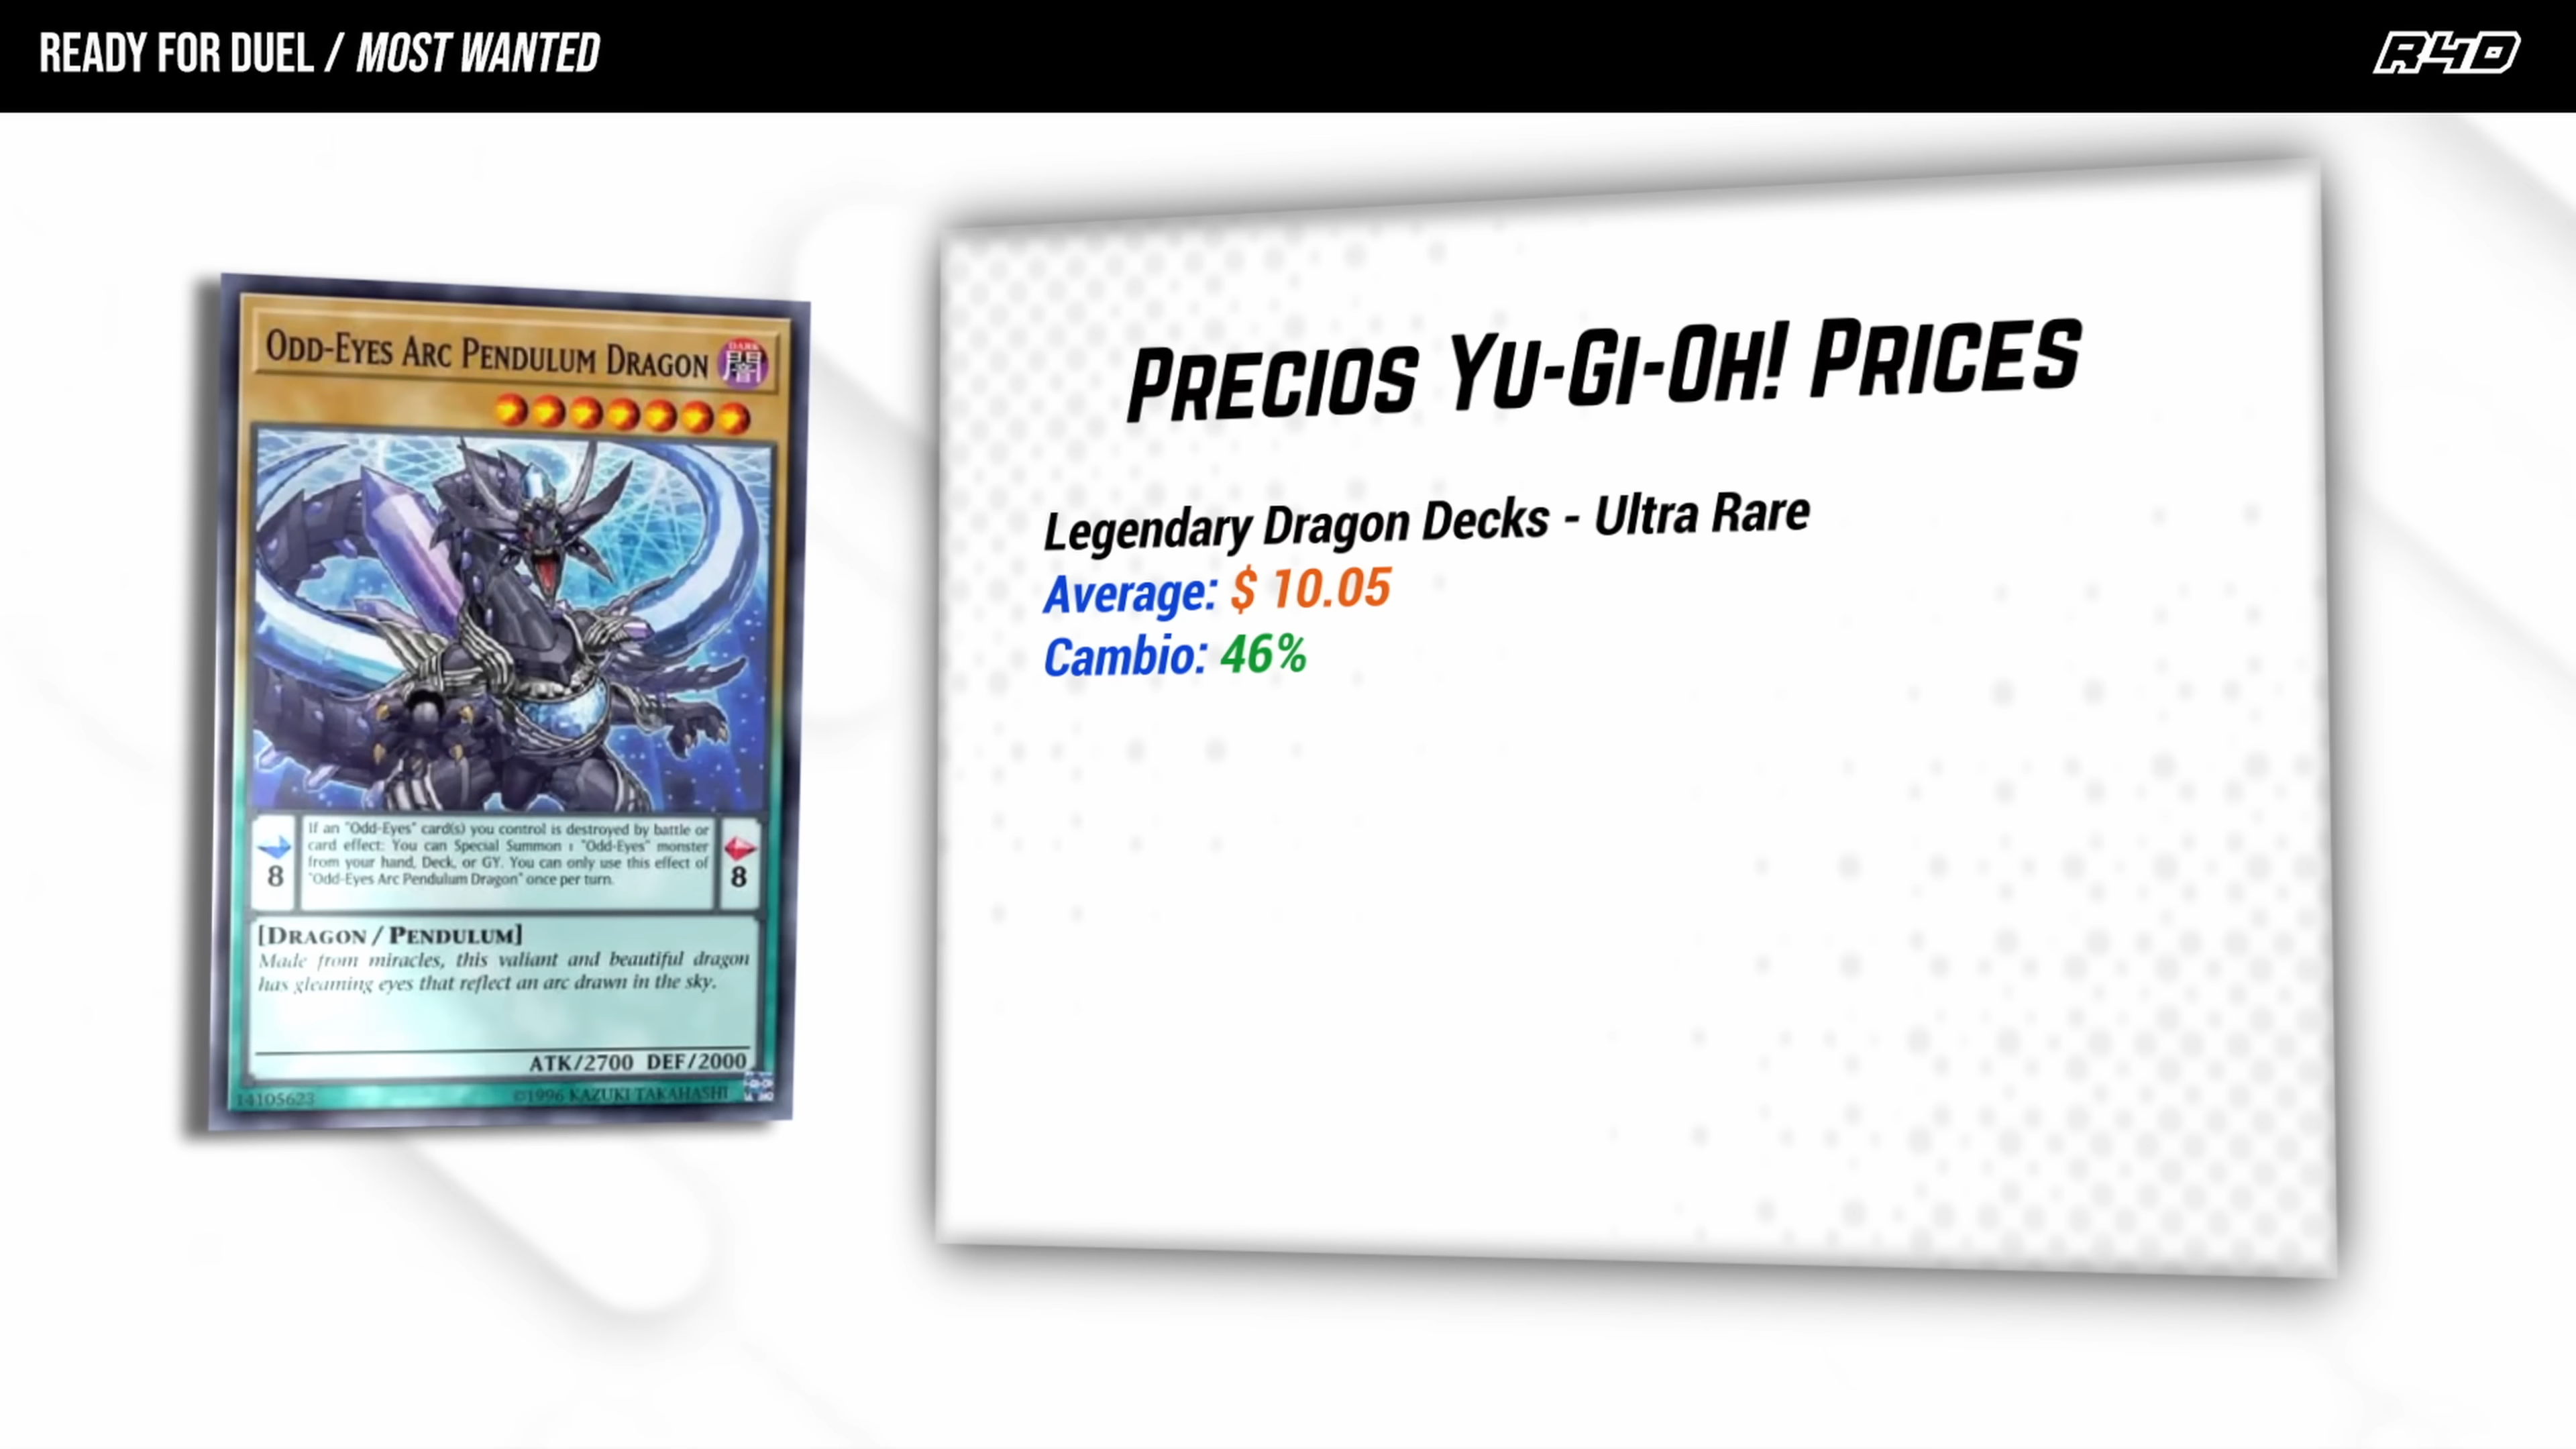 READY FOR DUEL / MOST WANTED
R4D
ODD-EYES ARC PENDULUM DRAGON
DARK
闇
If an "Odd-Eyes" card(s) you control is destroyed by battle or
card effect: You can Special Summon 1 "Odd-Eyes" monster
from your hand, Deck, or GY. You can only use this effect of
"Odd-Eyes Arc Pendulum Dragon" once per turn.
8
8
[DRAGON / PENDULUM]
Made from miracles, this valiant and beautiful dragon
has gleaming eyes that reflect an arc drawn in the sky.
ATK/2700 DEF/2000
14105623 ©1996 KAZUKI TAKAHASHI
PRECIOS YU-GI-OH! PRICES
Legendary Dragon Decks - Ultra Rare
Average: $ 10.05
Cambio: 46%